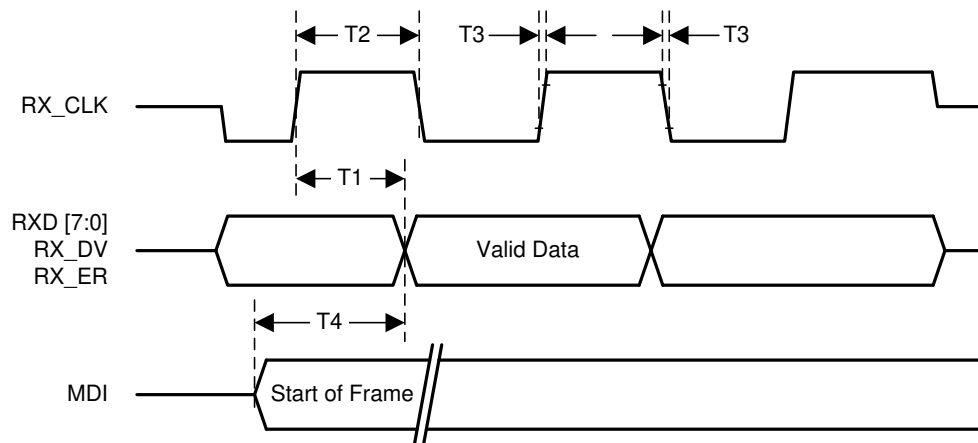 T2
T3
T3
RX_CLK
T1
RXD [7:0]
RX_DV
RX_ER
Valid Data
T4
MDI
Start of Frame